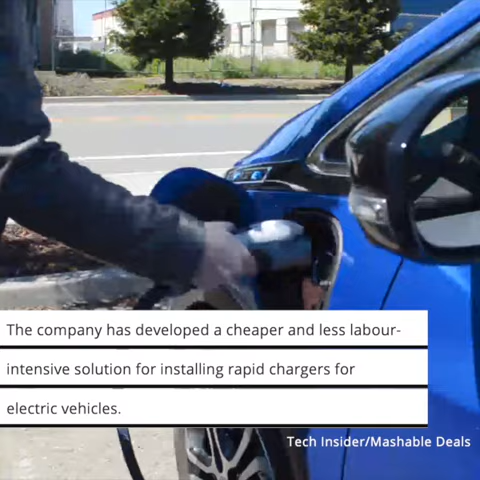 The company has developed a cheaper and less labour-
intensive solution for installing rapid chargers for
electric vehicles.
Tech Insider/Mashable Deals